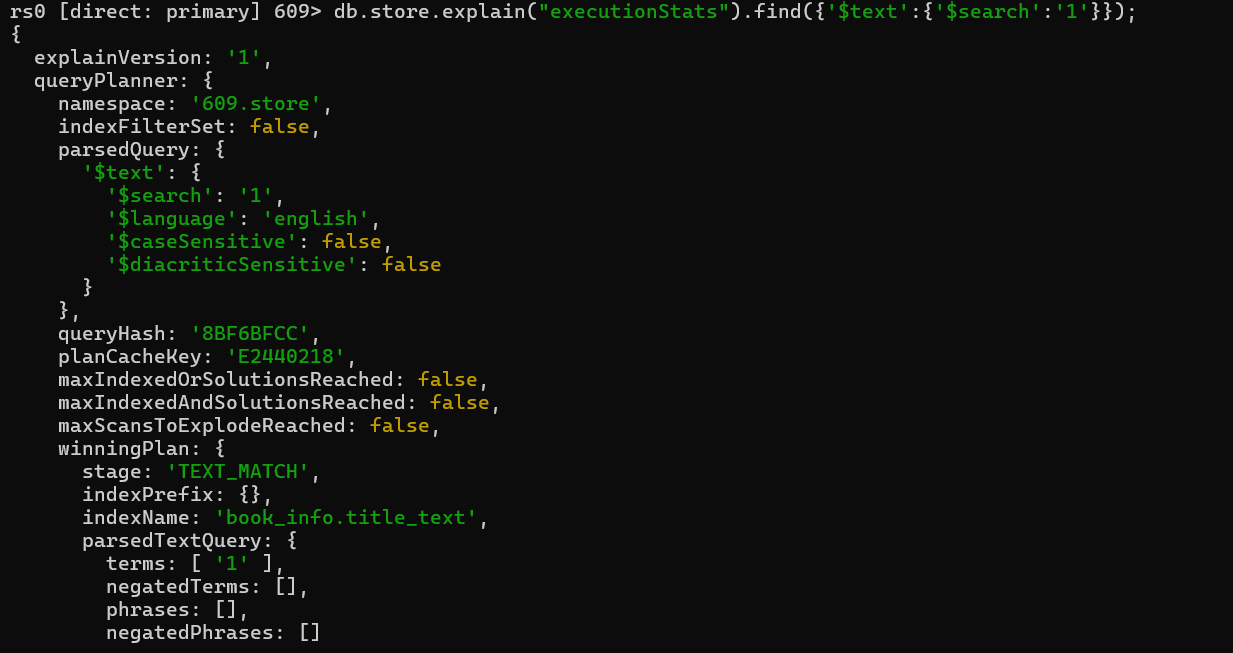 rs0 [direct: primary] 609> db.store.explain("executionStats").find({'$text':{'$search':'1'}});
{
  explainVersion: '1',
  queryPlanner: {
    namespace: '609.store',
    indexFilterSet: false,
    parsedQuery: {
      '$text': {
        '$search': '1',
        '$language': 'english',
        '$caseSensitive': false,
        '$diacriticSensitive': false
      }
    },
    queryHash: '8BF6BFCC',
    planCacheKey: 'E2440218',
    maxIndexedOrSolutionsReached: false,
    maxIndexedAndSolutionsReached: false,
    maxScansToExplodeReached: false,
    winningPlan: {
      stage: 'TEXT_MATCH',
      indexPrefix: {},
      indexName: 'book_info.title_text',
      parsedTextQuery: {
        terms: [ '1' ],
        negatedTerms: [],
        phrases: [],
        negatedPhrases: []